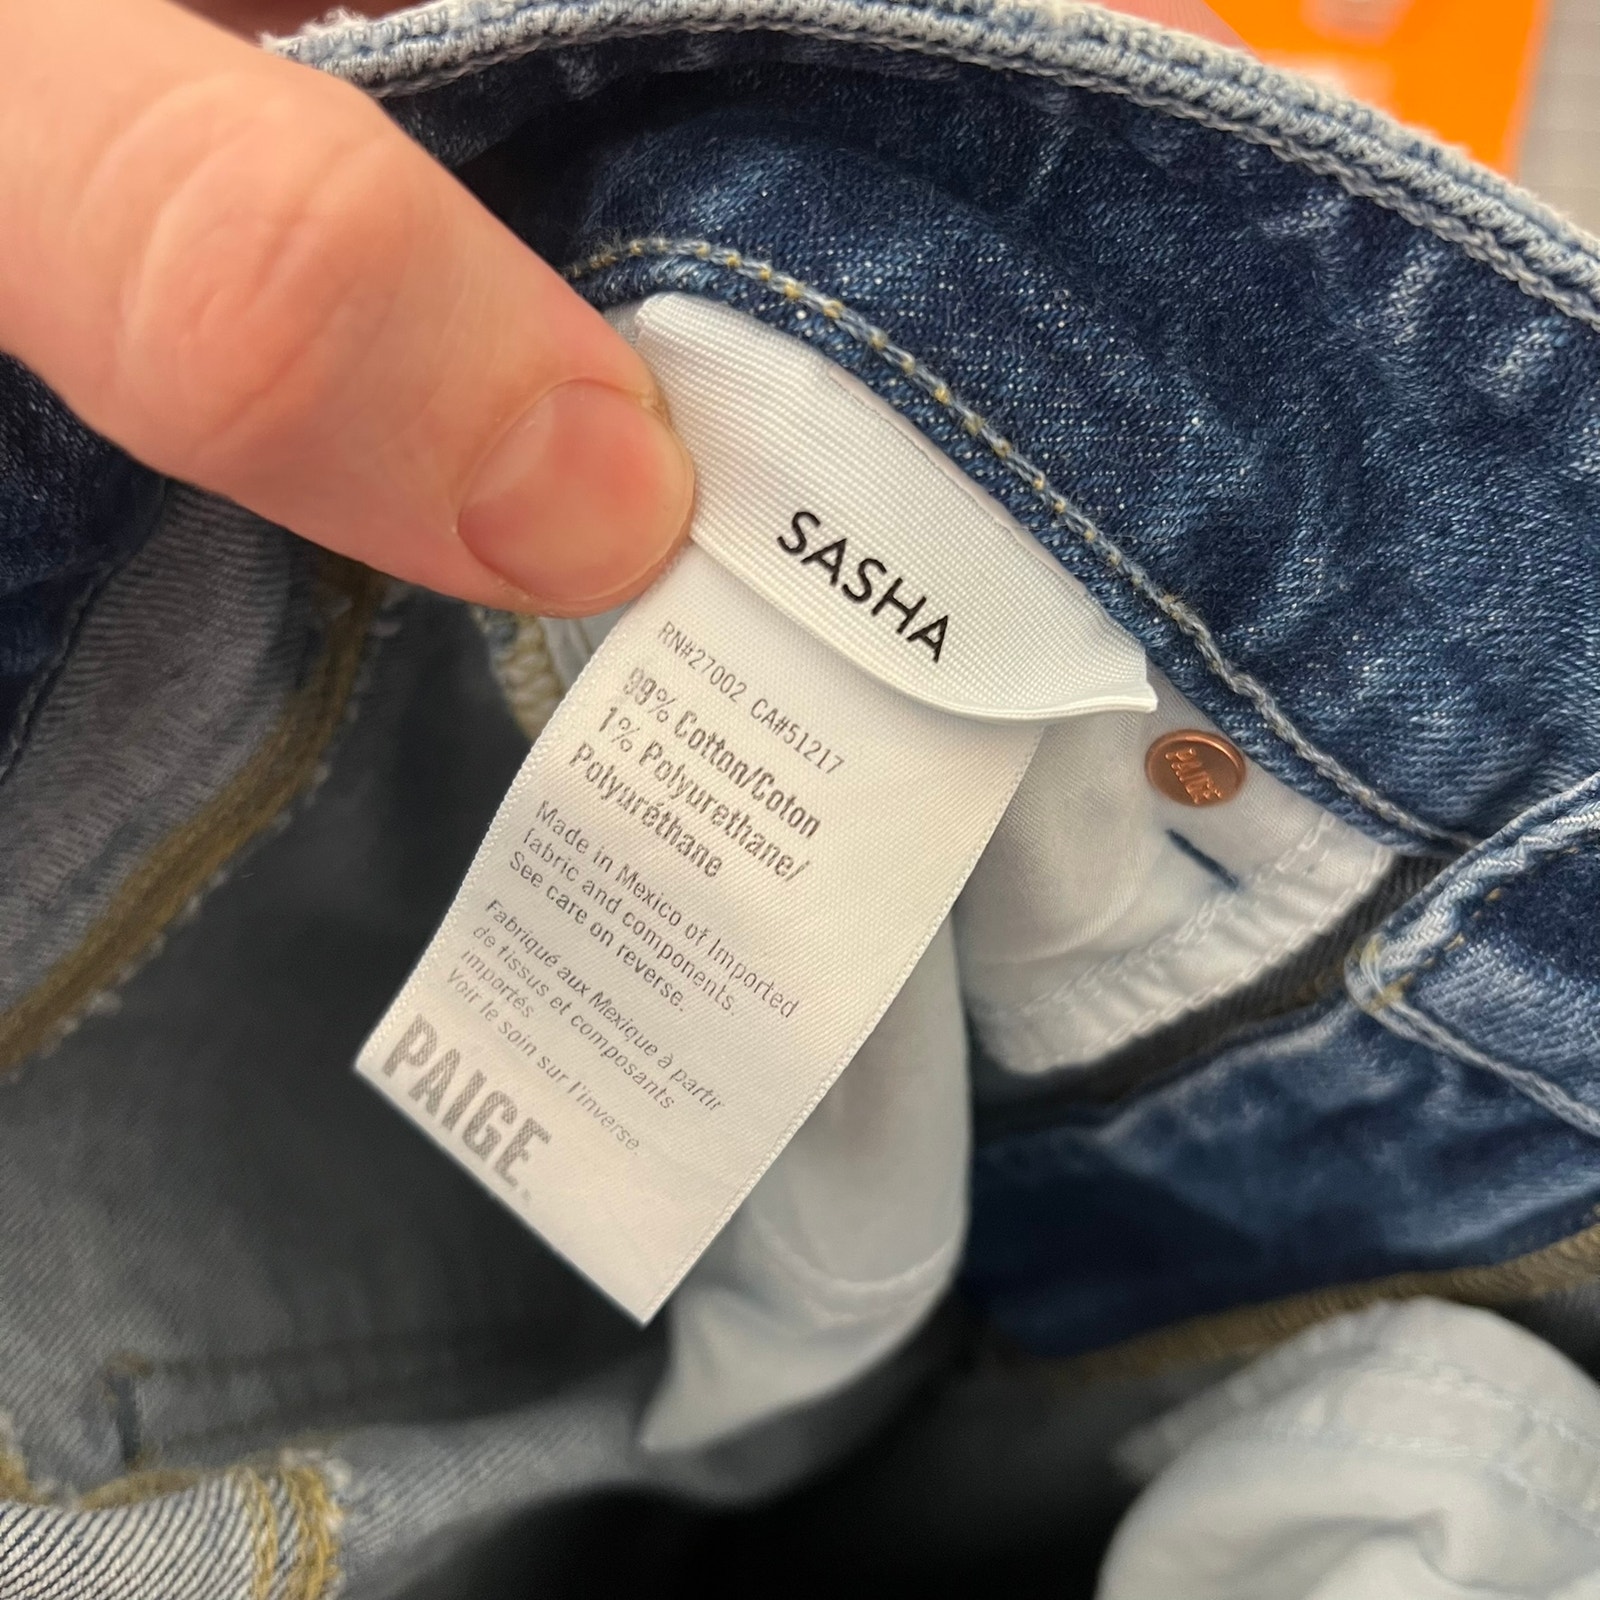 SASHA
RN#27002 CA#51217
99% Cotton/Coton
1% Polyurethane/
Polyuréthane
Made in Mexico of Imported
fabric and components.
See care on reverse.
Fabriqué aux Mexique à partir
de tissus et composants
importés
Voir le soin sur l'inverse.
PAIGE
PAIGE